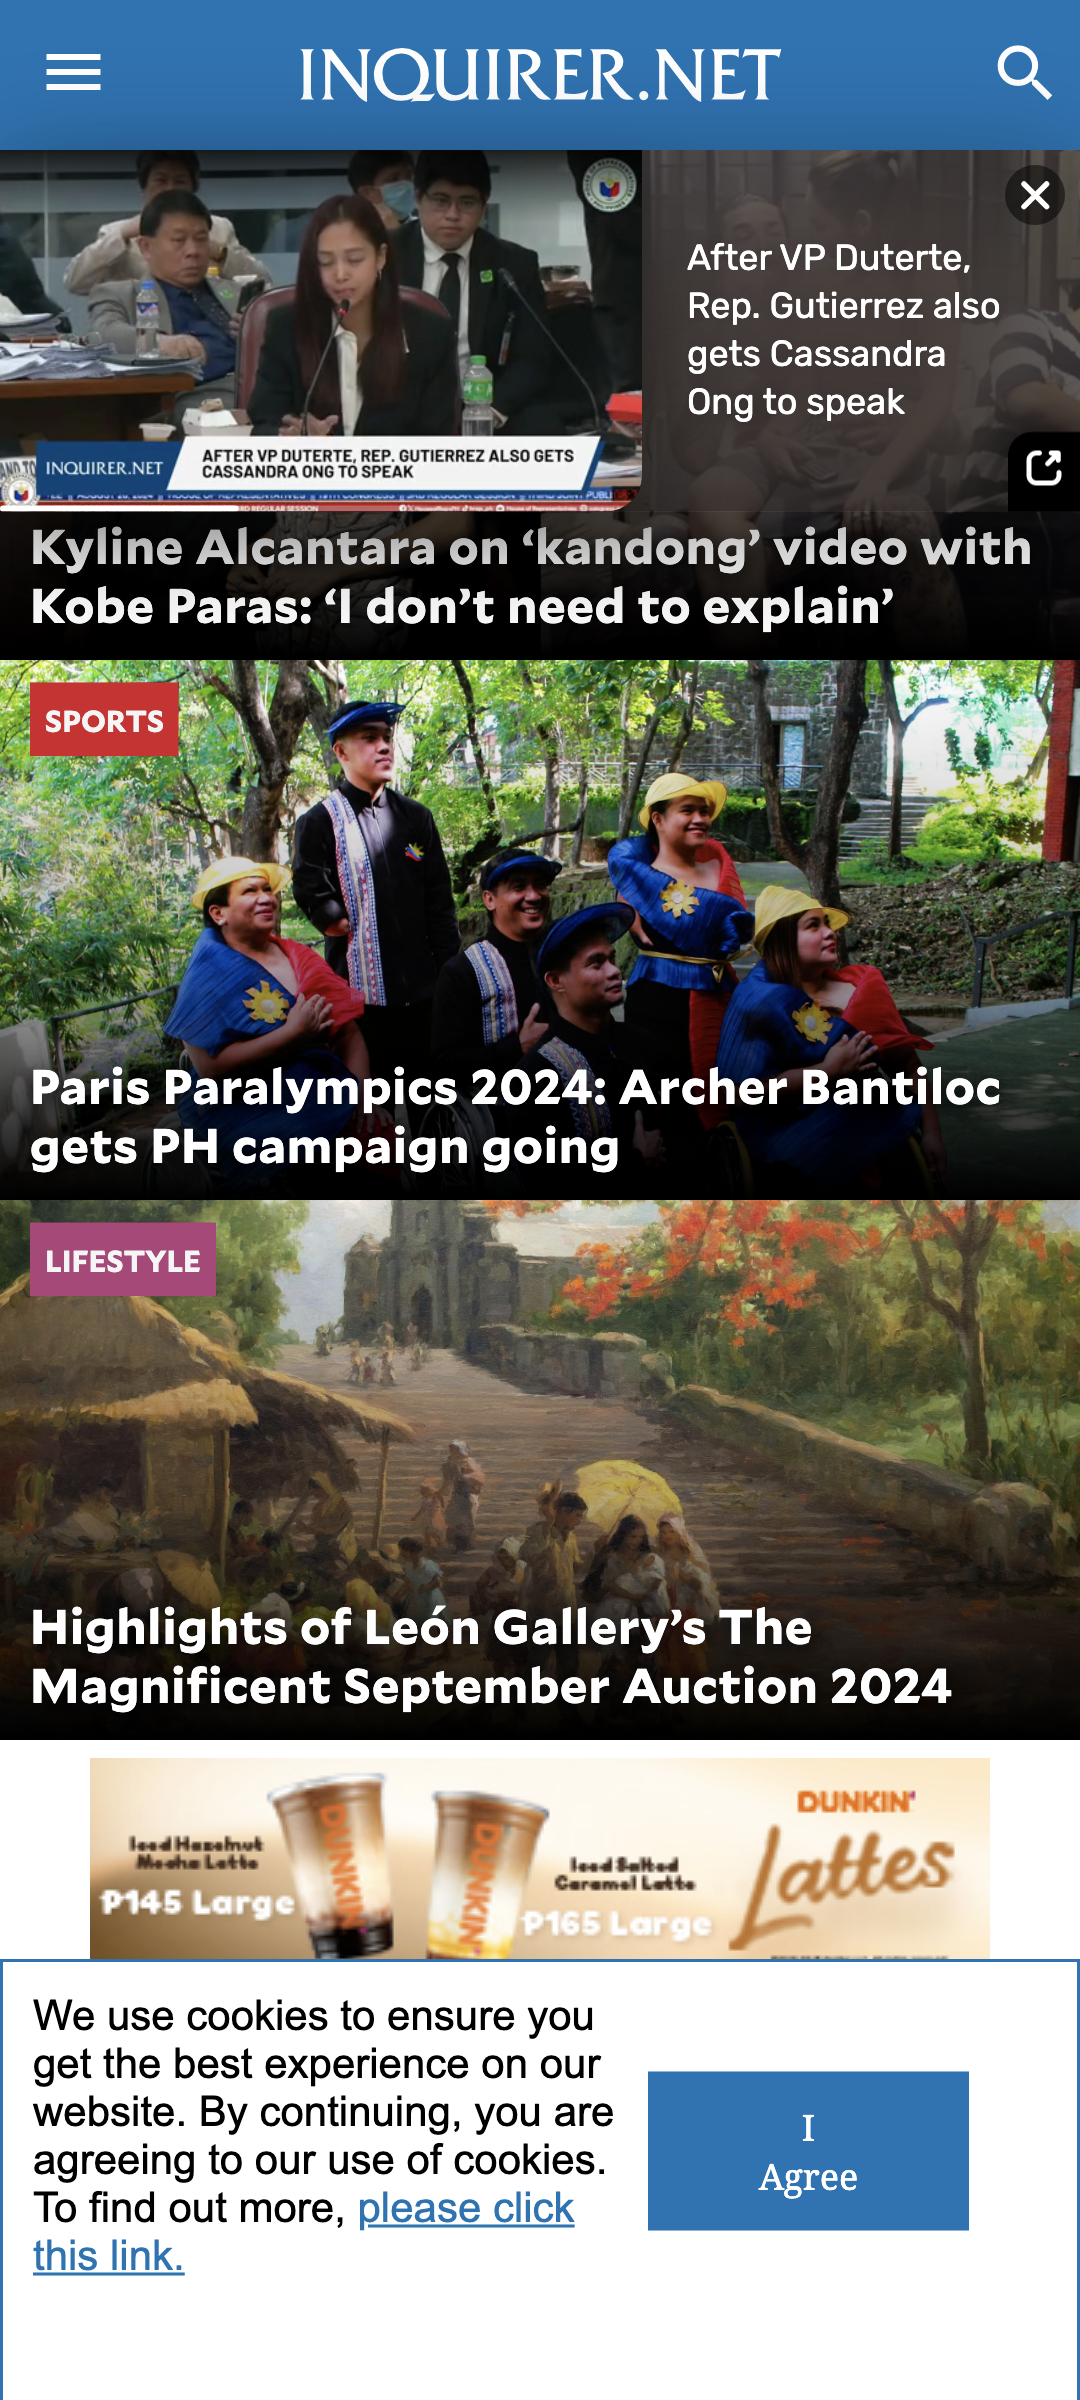 INQUIRER.NET
After VP Duterte,
Rep. Gutierrez also
gets Cassandra
Ong to speak
INQUIRER.NET
AFTER VP DUTERTE, REP. GUTIERREZ ALSO GETS
CASSANDRA ONG TO SPEAK
Kyline Alcantara on ‘kandong’ video with
Kobe Paras: ‘I don’t need to explain’
SPORTS
Paris Paralympics 2024: Archer Bantiloc
gets PH campaign going
LIFESTYLE
Highlights of León Gallery’s The
Magnificent September Auction 2024
Iced Hazelnut
Mocha Latte
₱145 Large
DUNKIN'
DUNKIN'
Iced Salted
Caramel Latte
₱165 Large
DUNKIN'
Lattes
We use cookies to ensure you
get the best experience on our
website. By continuing, you are
agreeing to our use of cookies.
To find out more, please click
this link.
I
Agree